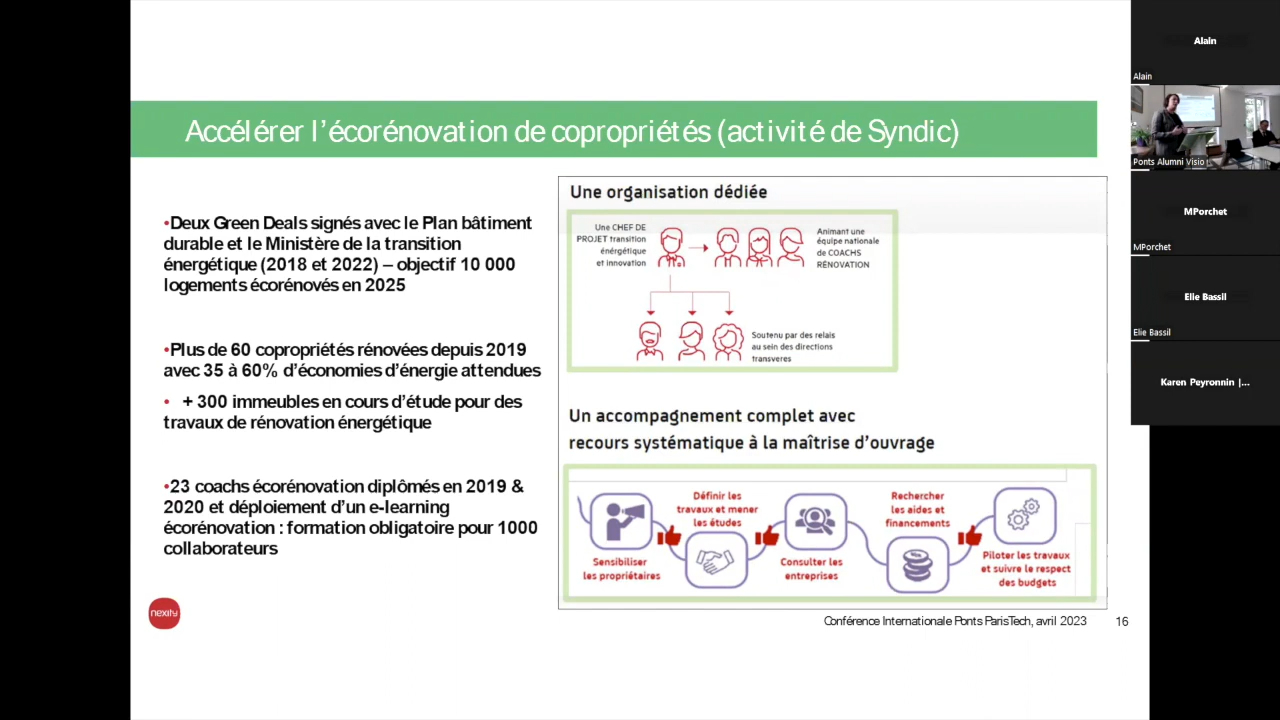 Accélérer l'écorénovation de copropriétés (activité de Syndic)
•Deux Green Deals signés avec le Plan bâtiment
durable et le Ministère de la transition
énergétique (2018 et 2022) – objectif 10 000
logements écorénovés en 2025
•Plus de 60 copropriétés rénovées depuis 2019
avec 35 à 60% d'économies d'énergie attendues
• + 300 immeubles en cours d'étude pour des
travaux de rénovation énergétique
•23 coachs écorénovation diplômés en 2019 &
2020 et déploiement d'un e-learning
écorénovation : formation obligatoire pour 1000
collaborateurs
nexity
Une organisation dédiée
Une CHEF DE
PROJET transition
énérgétique
et innovation
Animant une
équipe nationale
de COACHS
RÉNOVATION
Soutenu par des relais
au sein des directions
transveres
Un accompagnement complet avec
recours systématique à la maîtrise d'ouvrage
Sensibiliser
les propriétaires
Définir les
travaux et mener
les études
Consulter les
entreprises
Rechercher
les aides et
financements
Piloter les travaux
et suivre le respect
des budgets
Conférence Internationale Ponts ParisTech, avril 2023
16
Alain
Alain
Ponts Alumni Visio
MPorchet
MPorchet
Elie Bassil
Elie Bassil
Karen Peyronnin |...